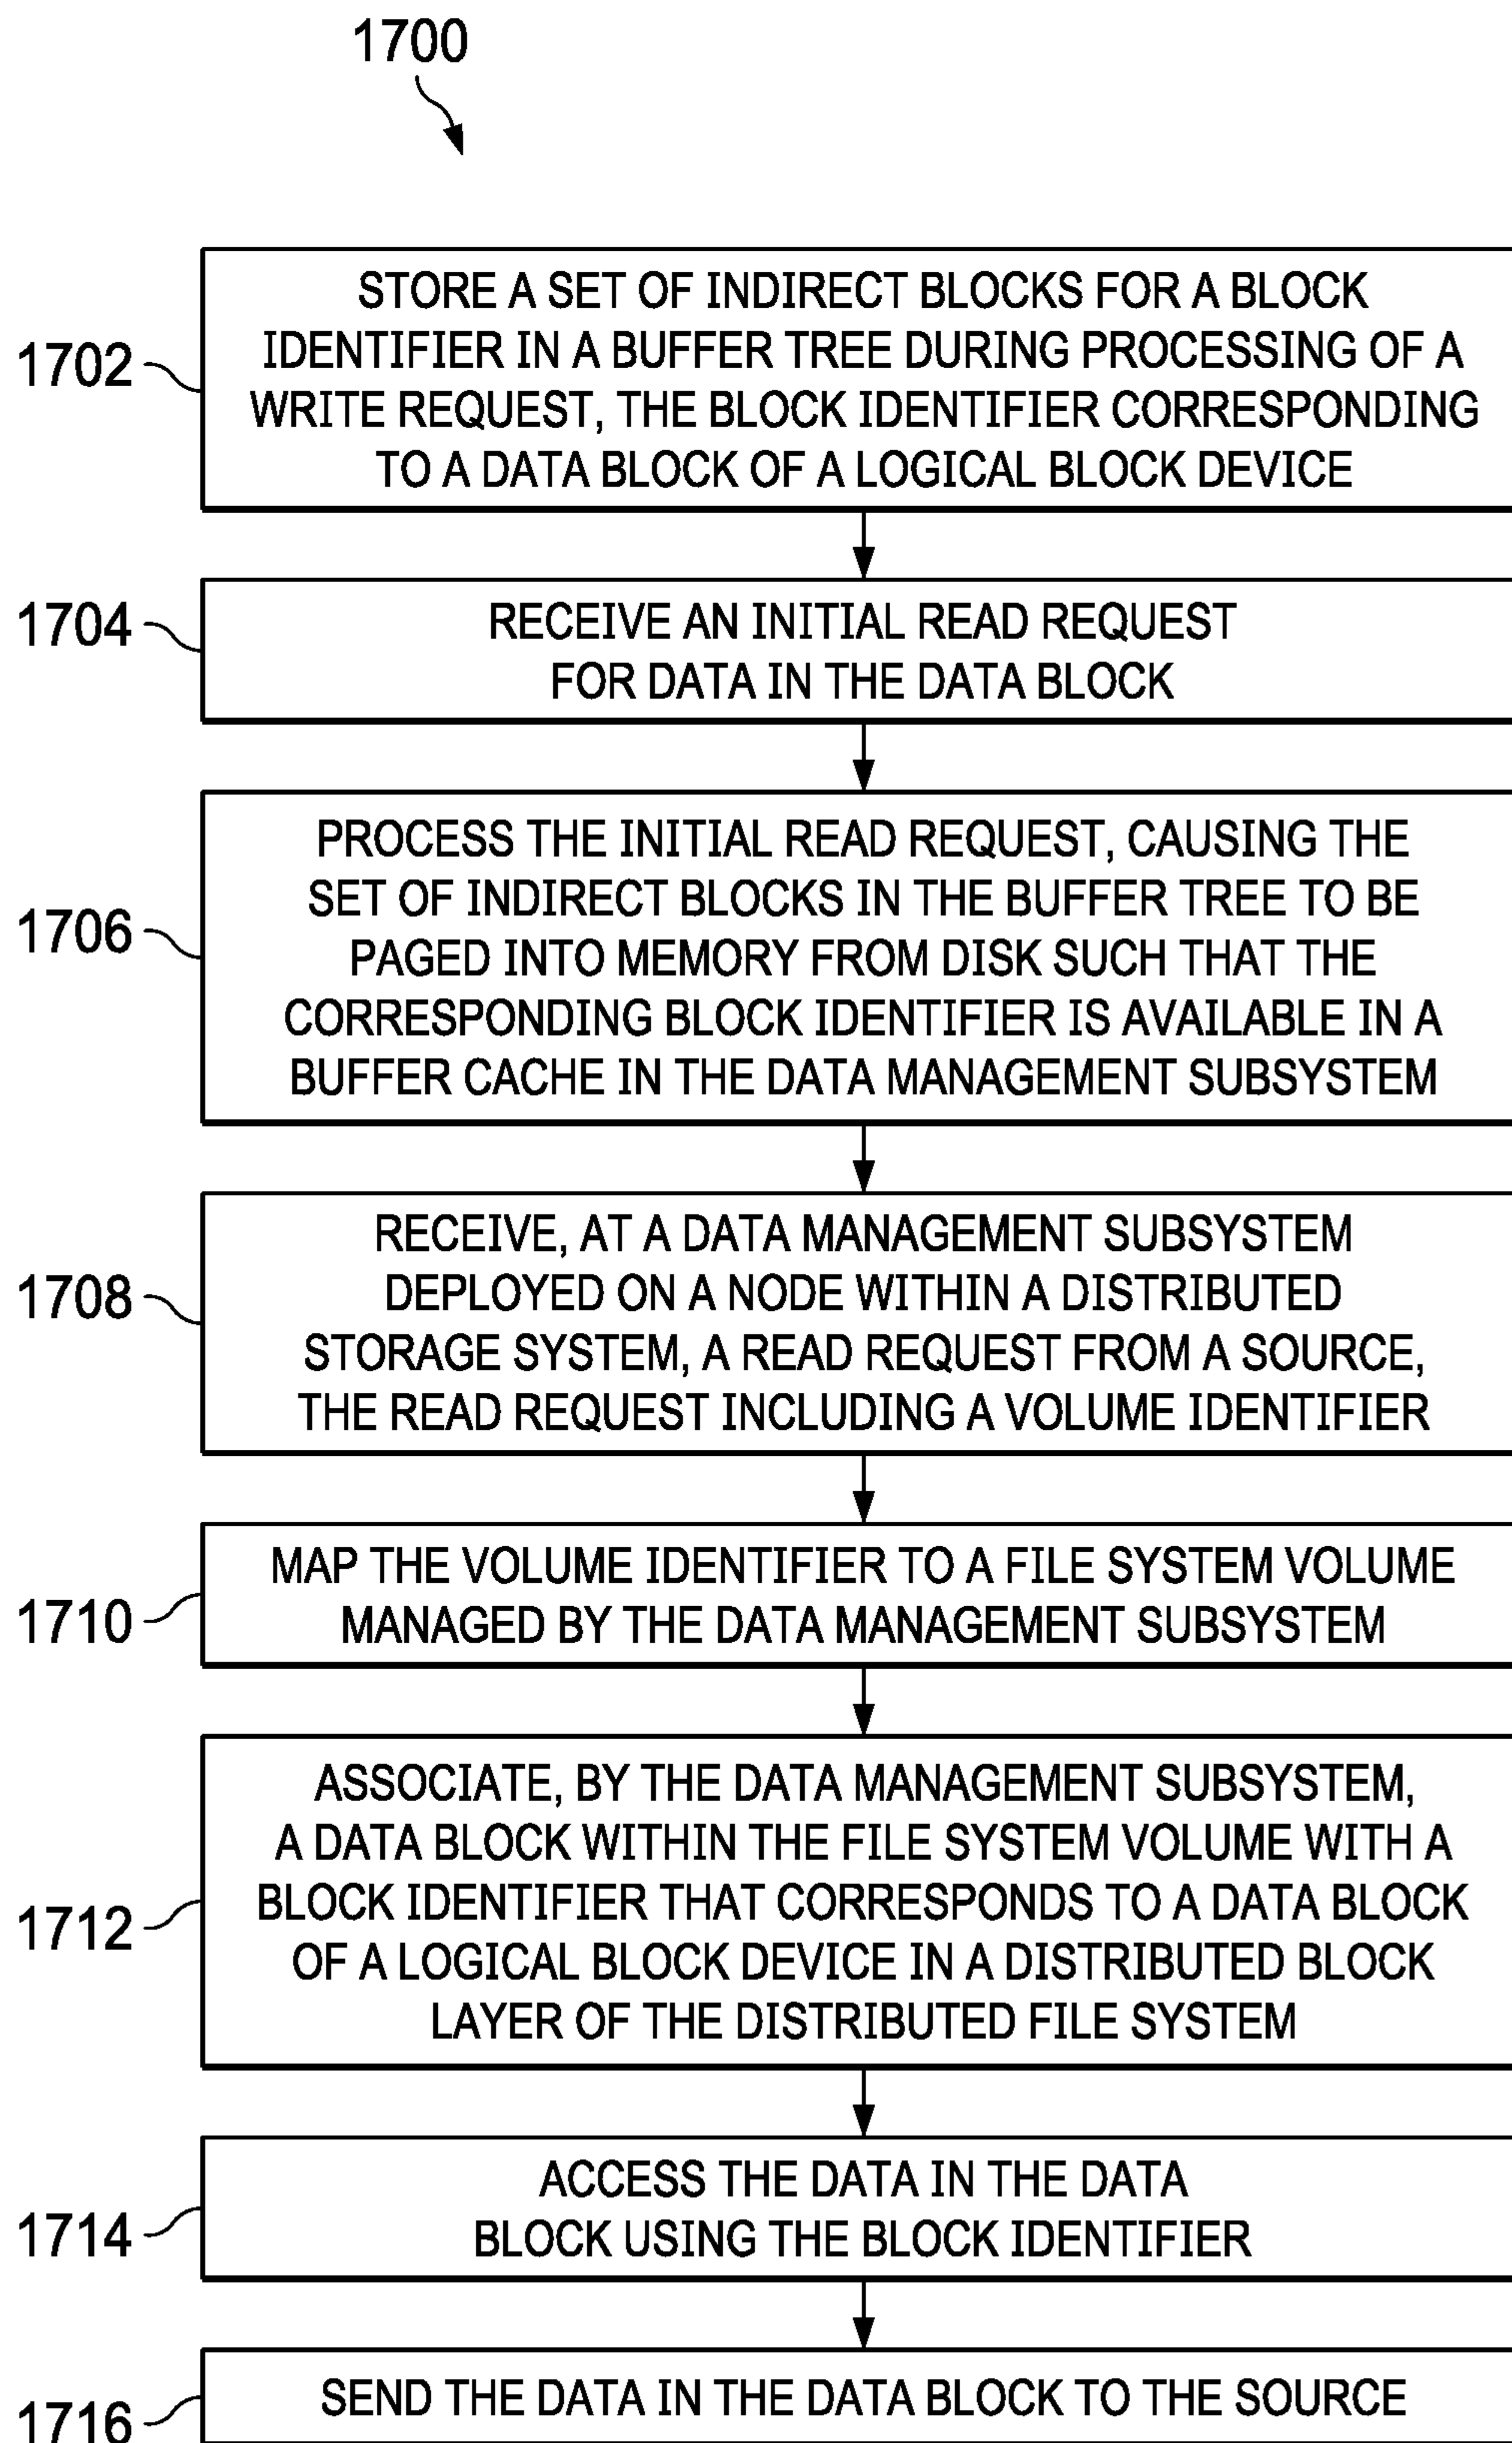 1700
1702
STORE A SET OF INDIRECT BLOCKS FOR A BLOCK
IDENTIFIER IN A BUFFER TREE DURING PROCESSING OF A
WRITE REQUEST, THE BLOCK IDENTIFIER CORRESPONDING
TO A DATA BLOCK OF A LOGICAL BLOCK DEVICE
1704
RECEIVE AN INITIAL READ REQUEST
FOR DATA IN THE DATA BLOCK
1706
PROCESS THE INITIAL READ REQUEST, CAUSING THE
SET OF INDIRECT BLOCKS IN THE BUFFER TREE TO BE
PAGED INTO MEMORY FROM DISK SUCH THAT THE
CORRESPONDING BLOCK IDENTIFIER IS AVAILABLE IN A
BUFFER CACHE IN THE DATA MANAGEMENT SUBSYSTEM
1708
RECEIVE, AT A DATA MANAGEMENT SUBSYSTEM
DEPLOYED ON A NODE WITHIN A DISTRIBUTED
STORAGE SYSTEM, A READ REQUEST FROM A SOURCE,
THE READ REQUEST INCLUDING A VOLUME IDENTIFIER
1710
MAP THE VOLUME IDENTIFIER TO A FILE SYSTEM VOLUME
MANAGED BY THE DATA MANAGEMENT SUBSYSTEM
1712
ASSOCIATE, BY THE DATA MANAGEMENT SUBSYSTEM,
A DATA BLOCK WITHIN THE FILE SYSTEM VOLUME WITH A
BLOCK IDENTIFIER THAT CORRESPONDS TO A DATA BLOCK
OF A LOGICAL BLOCK DEVICE IN A DISTRIBUTED BLOCK
LAYER OF THE DISTRIBUTED FILE SYSTEM
1714
ACCESS THE DATA IN THE DATA
BLOCK USING THE BLOCK IDENTIFIER
1716
SEND THE DATA IN THE DATA BLOCK TO THE SOURCE